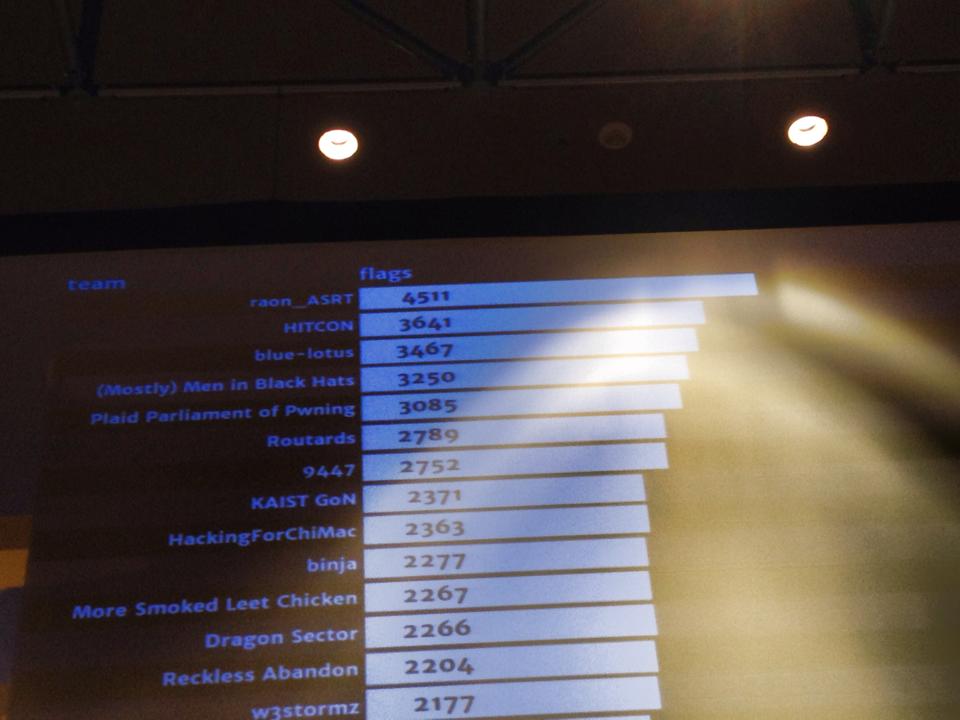 team flags
raon_ASRT 4511
HITCON 3641
blue-lotus 3467
(Mostly) Men in Black Hats 3250
Plaid Parliament of Pwning 3085
Routards 2789
9447 2752
KAIST GoN 2371
HackingForChiMac 2363
binja 2277
More Smoked Leet Chicken 2267
Dragon Sector 2266
Reckless Abandon 2204
w3stormz 2177